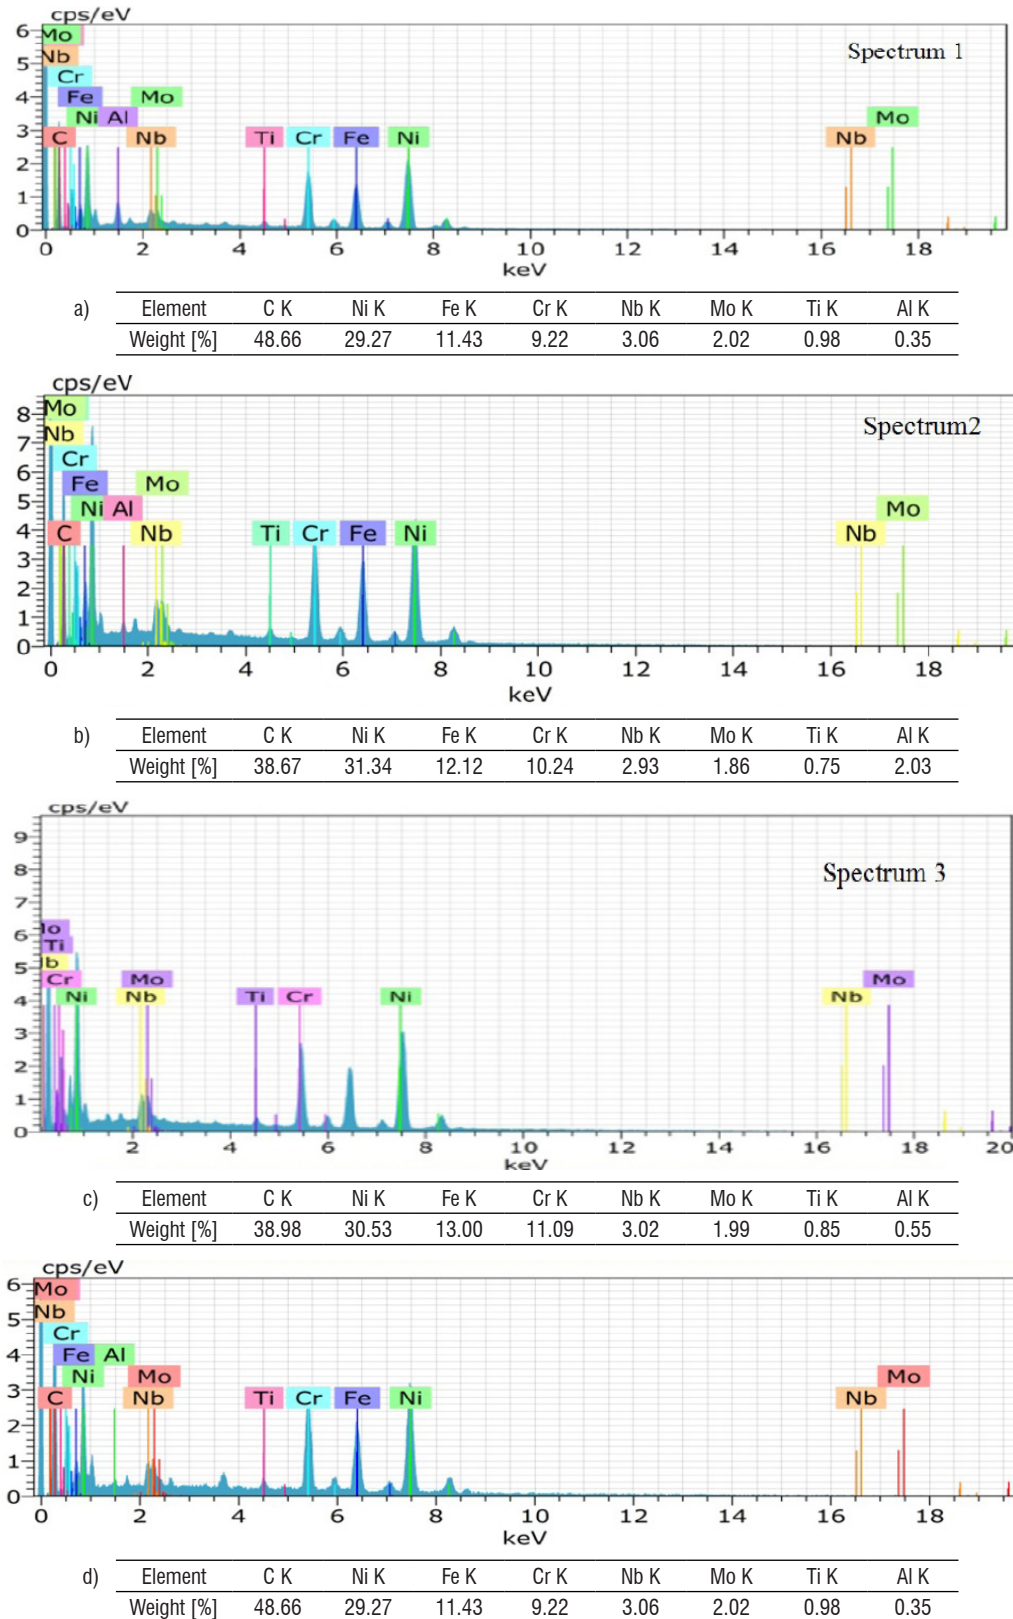 cps/eV
6
Mo
Spectrum 1
5
Nb
Cr
4
Fe Mo
Ni Al Mo
3
C Nb Ti Cr Fe Ni Nb
2
1
0
0 2 4 6 8 10 12 14 16 18
keV
a) Element C K Ni K Fe K Cr K Nb K Mo K Ti K Al K
Weight [%] 48.66 29.27 11.43 9.22 3.06 2.02 0.98 0.35
cps/eV
8
Mo
Spectrum2
7
Nb
6
Cr
5
Fe Mo
Ni Al Mo
4
C Nb Ti Cr Fe Ni Nb
3
2
1
0
0 2 4 6 8 10 12 14 16 18
keV
b) Element C K Ni K Fe K Cr K Nb K Mo K Ti K Al K
Weight [%] 38.67 31.34 12.12 10.24 2.93 1.86 0.75 2.03
cps/eV
9
8
Spectrum 3
7
6
lo
Ti
5
lb
Cr Mo Mo
4
Ni Nb Ti Cr Ni Nb
3
2
1
0
2 4 6 8 10 12 14 16 18 20
keV
c) Element C K Ni K Fe K Cr K Nb K Mo K Ti K Al K
Weight [%] 38.98 30.53 13.00 11.09 3.02 1.99 0.85 0.55
cps/eV
6
Mo
5
Nb
Cr
4
Fe Al
Ni Mo Mo
3
C Nb Ti Cr Fe Ni Nb
2
1
0
0 2 4 6 8 10 12 14 16 18
keV
d) Element C K Ni K Fe K Cr K Nb K Mo K Ti K Al K
Weight [%] 48.66 29.27 11.43 9.22 3.06 2.02 0.98 0.35